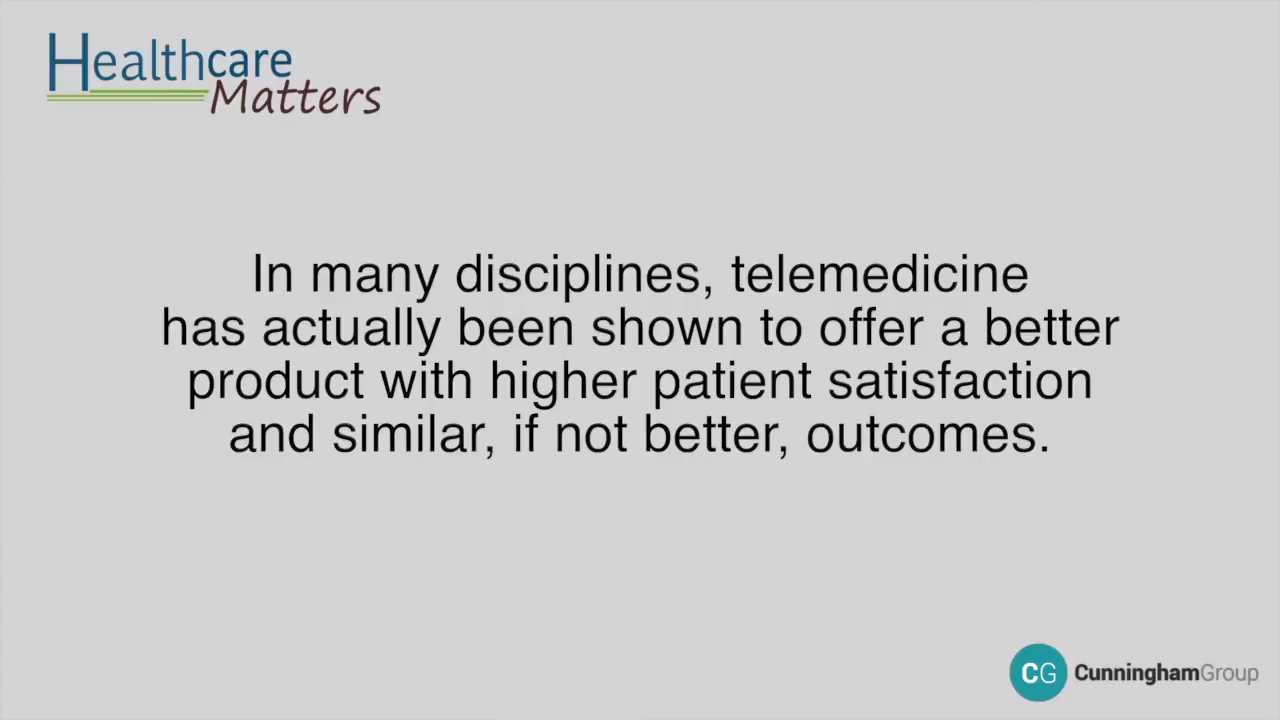 Healthcare
Matters
In many disciplines, telemedicine
has actually been shown to offer a better
product with higher patient satisfaction
and similar, if not better, outcomes.
CG CunninghamGroup